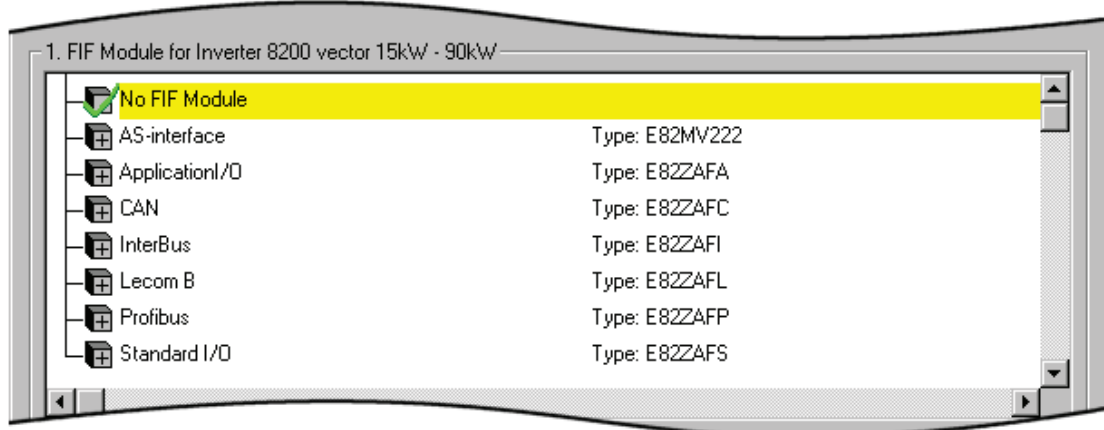 1. FIF Module for Inverter 8200 vector 15kW - 90kW
No FIF Module
AS-interface Type: E82MV222
ApplicationI/O Type: E82ZAFA
CAN Type: E82ZAFC
InterBus Type: E82ZAFI
Lecom B Type: E82ZAFL
Profibus Type: E82ZAFP
Standard I/O Type: E82ZAFS